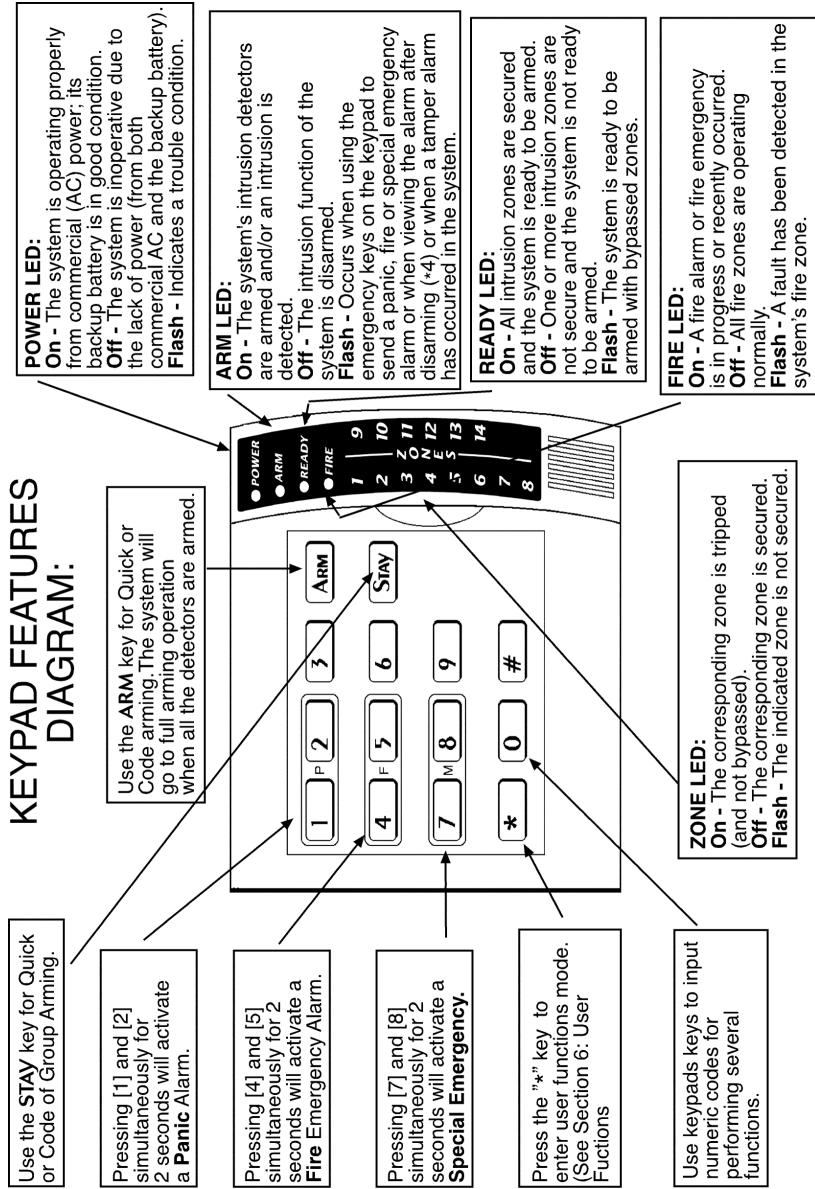 KEYPAD FEATURES
DIAGRAM:
Use the STAY key for Quick
or Code of Group Arming.
Pressing [1] and [2]
simultaneously for
2 seconds will activate
a Panic Alarm.
Pressing [4] and [5]
simultaneously for 2
seconds will activate a
Fire Emergency Alarm.
Pressing [7] and [8]
simultaneously for 2
seconds will activate a
Special Emergency.
Press the "*" key to
enter user functions mode.
(See Section 6: User
Fuctions
Use keypads keys to input
numeric codes for
performing several
functions.
Use the ARM key for Quick or
Code arming.The system will
go to full arming operation
when all the detectors are armed.
1 P 2 3 ARM
4 F 5 6 STAY
7 M 8 9
* 0 #
POWER
ARM
READY
FIRE
1 9
2 10
3 Z 11
4 O 12
5 N 13
6 E 14
7 S
8
ZONE LED:
On - The corresponding zone is tripped
(and not bypassed).
Off - The corresponding zone is secured.
Flash - The indicated zone is not secured.
POWER LED:
On - The system is operating properly
from commercial (AC) power; its
backup battery is in good condition.
Off - The system is inoperative due to
the lack of power (from both
commercial AC and the backup battery).
Flash - Indicates a trouble condition.
ARM LED:
On - The system's intrusion detectors
are armed and/or an intrusion is
detected.
Off - The intrusion function of the
system is disarmed.
Flash - Occurs when using the
emergency keys on the keypad to
send a panic, fire or special emergency
alarm or when viewing the alarm after
disarming (*4) or when a tamper alarm
has occurred in the system.
READY LED:
On - All intrusion zones are secured
and the system is ready to be armed.
Off - One or more intrusion zones are
not secure and the system is not ready
to be armed.
Flash - The system is ready to be
armed with bypassed zones.
FIRE LED:
On - A fire alarm or fire emergency
is in progress or recently occurred.
Off - All fire zones are operating
normally.
Flash - A fault has been detected in the
system's fire zone.